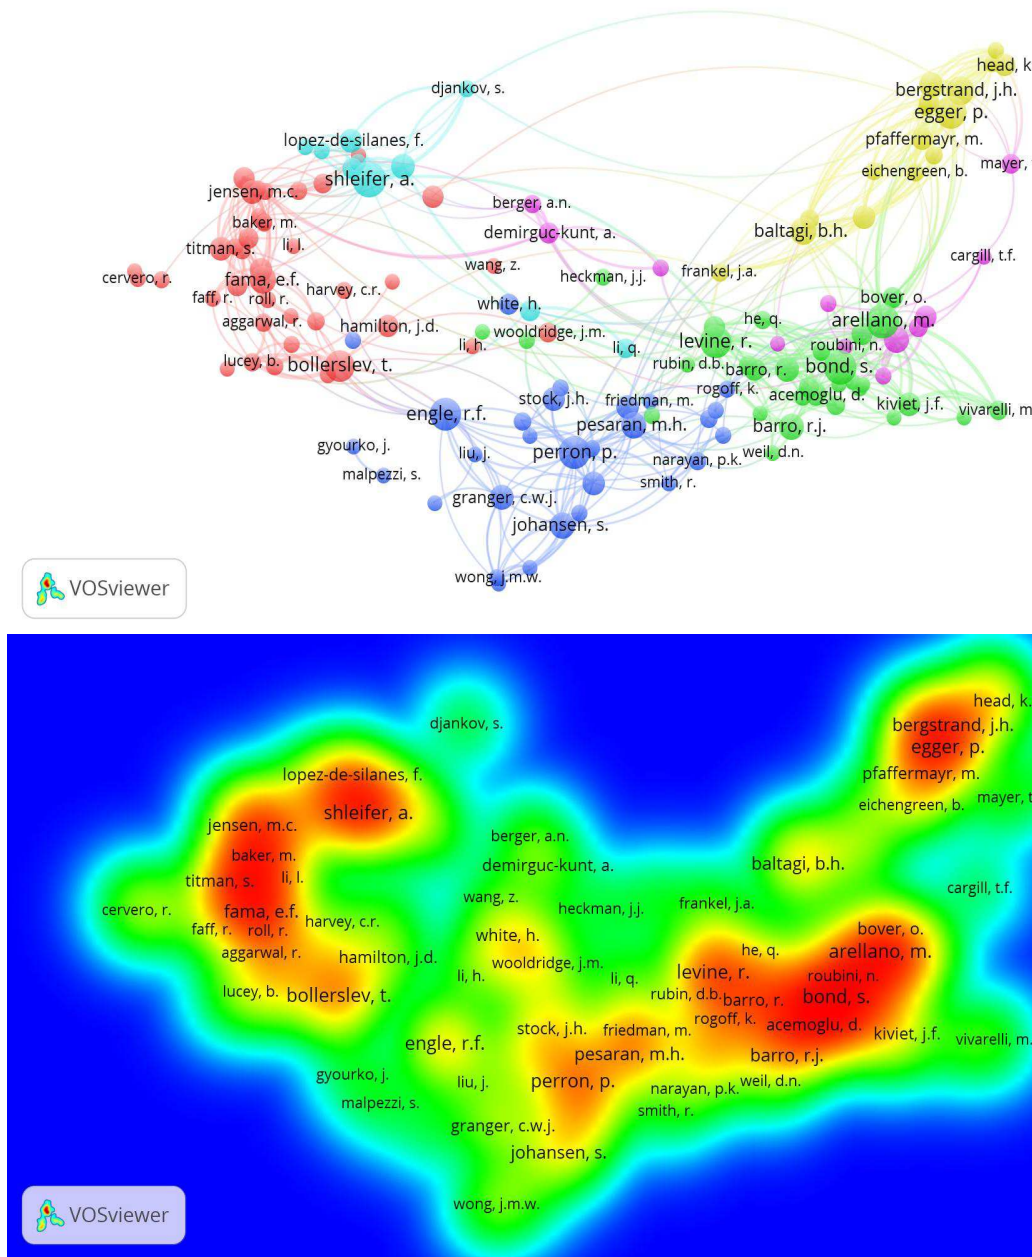 head, k
bergstrand, j.h.
djankov, s.
egger, p.
lopez-de-silanes, f.
pfaffermayr, m.
mayer,
eichengreen, b.
shleifer, a.
jensen, m.c.
berger, a.n.
baker, m.
demirguc-kunt, a.
baltagi, b.h.
titman, s.
li, l.
cargill, t.f.
wang, z.
cervero, r.
fama, e.f.
heckman, j.j.
frankel, j.a.
harvey, c.r.
faff, r.
roll, r.
white, h.
bover, o.
aggarwal, r.
hamilton, j.d.
wooldridge, j.m.
he, q.
arellano, m.
levine, r.
roubini, n.
li, h.
li, q.
lucey, b.
bollerslev, t.
rubin, d.b.
barro, r.
bond, s.
rogoff, k.
acemoglu, d.
stock, j.h.
friedman, m.
kiviet, j.f.
vivarelli, m.
engle, r.f.
pesaran, m.h.
barro, r.j.
gyourko, j.
liu, j.
perron, p.
weil, d.n.
narayan, p.k.
malpezzi, s.
smith, r.
granger, c.w.j.
johansen, s.
wong, j.m.w.
VOSviewer
head, k.
djankov, s.
bergstrand, j.h.
egger, p.
lopez-de-silanes, f.
pfaffermayr, m.
mayer, t
eichengreen, b.
shleifer, a.
jensen, m.c.
berger, a.n.
baker, m.
demirguc-kunt, a.
baltagi, b.h.
titman, s.
li, l.
cargill, t.f.
wang, z.
cervero, r.
fama, e.f.
heckman, j.j.
frankel, j.a.
harvey, c.r.
faff, r.
roll, r.
white, h.
bover, o.
aggarwal, r.
hamilton, j.d.
wooldridge, j.m.
he, q.
arellano, m.
levine, r.
roubini, n.
li, h.
li, q.
lucey, b.
bollerslev, t.
rubin, d.b.
barro, r.
bond, s.
rogoff, k.
acemoglu, d.
stock, j.h.
friedman, m.
kiviet, j.f.
vivarelli, m.
engle, r.f.
pesaran, m.h.
barro, r.j.
gyourko, j.
liu, j.
perron, p.
weil, d.n.
narayan, p.k.
malpezzi, s.
smith, r.
granger, c.w.j.
johansen, s.
wong, j.m.w.
VOSviewer